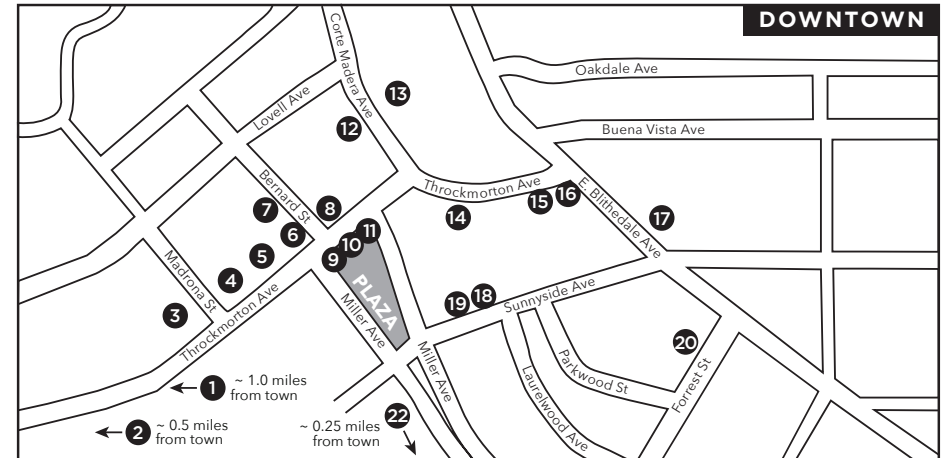 DOWNTOWN
Corte Madera Ave
Oakdale Ave
13
Lovell Ave
12
Buena Vista Ave
Bernard St
Throckmorton Ave
E. Blithedale Ave
7
8
15
16
14
17
6
11
10
9
5
4
Madrona St
PLAZA
Miller Ave
3
Throckmorton Ave
19
18
Sunnyside Ave
20
Miller Ave
Parkwood St
Laurelwood Ave
Forrest St
1
~ 1.0 miles
from town
2
~ 0.5 miles
from town
22
~ 0.25 miles
from town